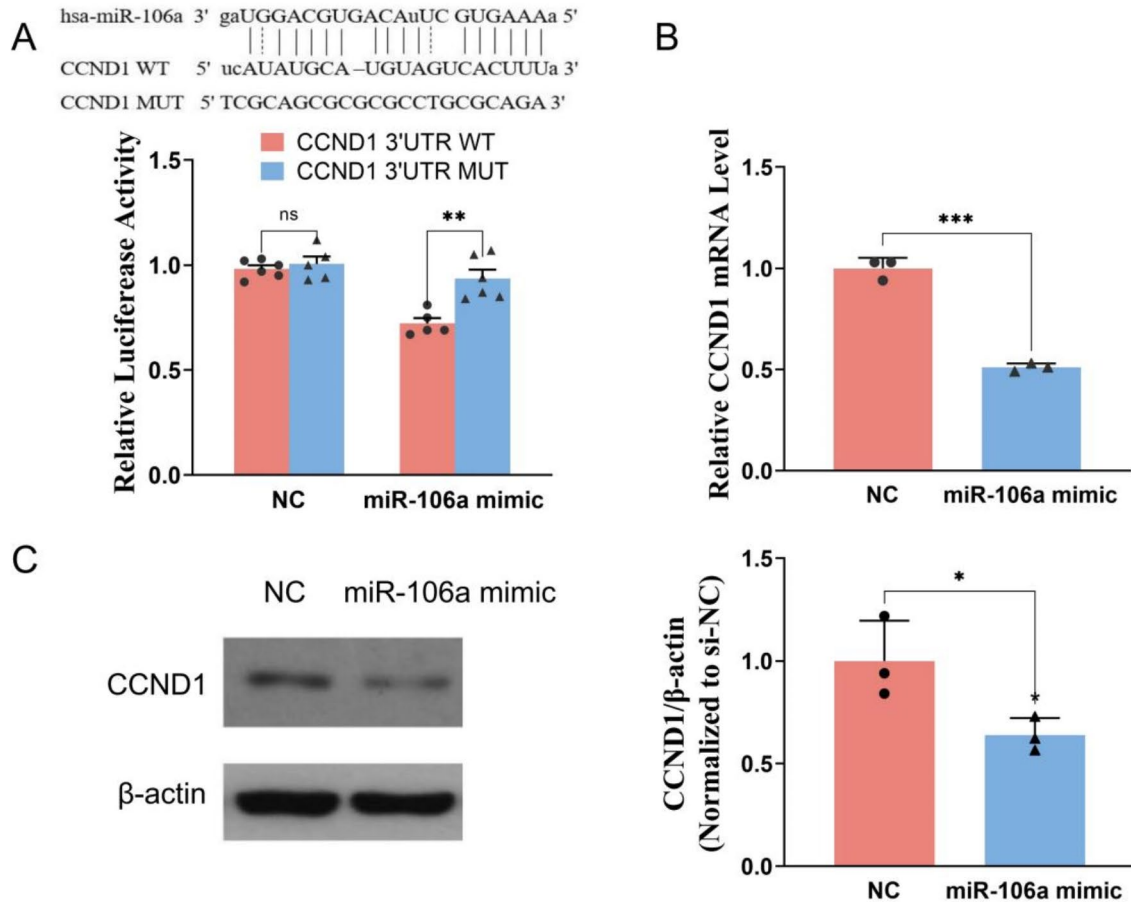 A
hsa-miR-106a 3' gaUGGACGUGACAuUC GUGAAAa 5'
CCND1 WT 5' ucAUAUGCA –UGUAGUCACUUUa 3'
CCND1 MUT 5' TCGCAGCGCGCGCCTGCGCAGA 3'
CCND1 3'UTR WT
CCND1 3'UTR MUT
Relative Luciferease Activity
1.5
1.0
0.5
0.0
ns
**
NC
miR-106a mimic
B
Relative CCND1 mRNA Level
1.5
1.0
0.5
0.0
***
NC
miR-106a mimic
C
NC miR-106a mimic
CCND1
β-actin
CCND1/β-actin
(Normalized to si-NC)
1.5
1.0
0.5
0.0
*
*
NC
miR-106a mimic